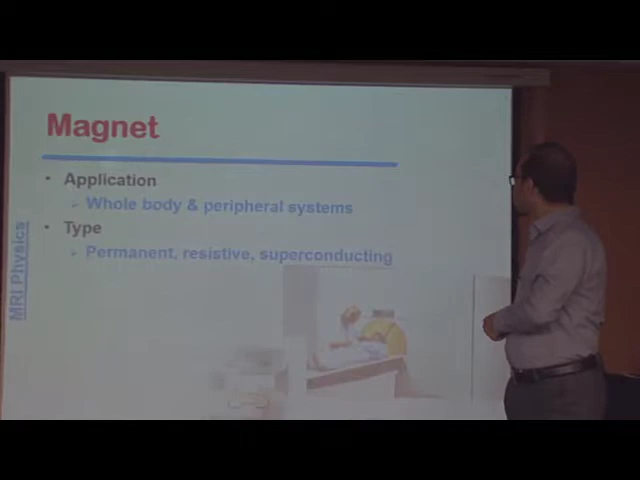 Magnet
• Application
➢ Whole body & peripheral systems
• Type
➢ Permanent, resistive, superconducting
MRI Physics